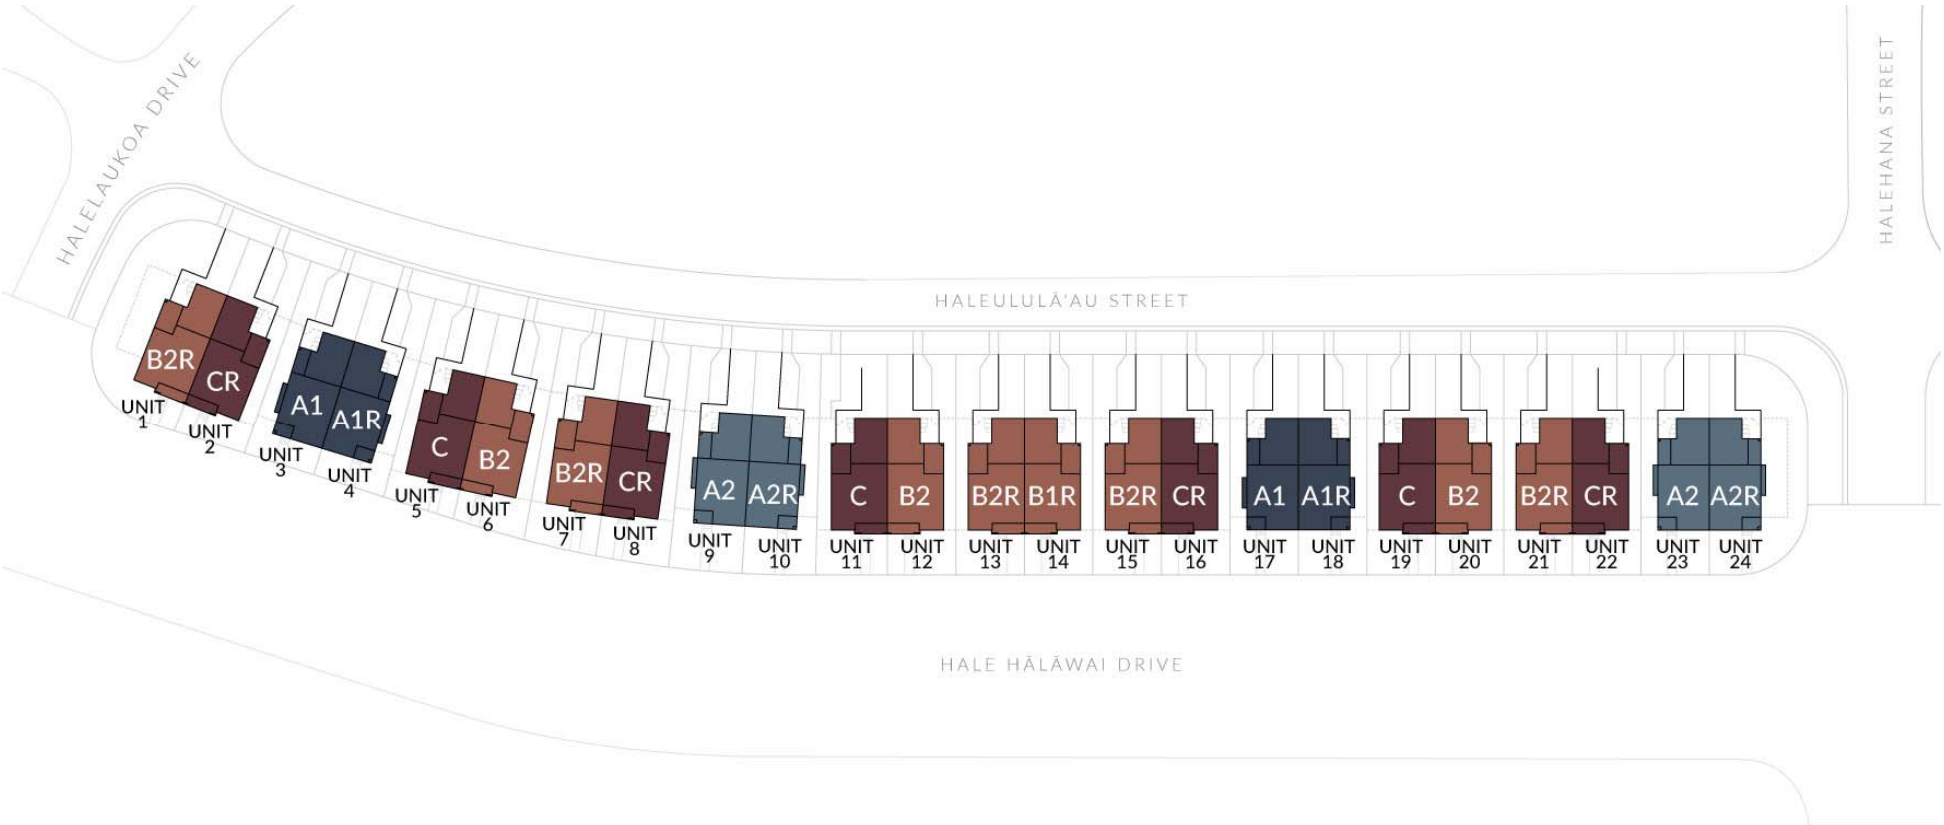 HALELAUKOA DRIVE
HALEHANA STREET
HALEULULĀ'AU STREET
B2R
CR
A1
A1R
C
B2
B2R
CR
A2
A2R
C
B2
B2R
B1R
B2R
CR
A1
A1R
C
B2
B2R
CR
A2
A2R
UNIT
1
UNIT
2
UNIT
3
UNIT
4
UNIT
5
UNIT
6
UNIT
7
UNIT
8
UNIT
9
UNIT
10
UNIT
11
UNIT
12
UNIT
13
UNIT
14
UNIT
15
UNIT
16
UNIT
17
UNIT
18
UNIT
19
UNIT
20
UNIT
21
UNIT
22
UNIT
23
UNIT
24
HALE HĀLĀWAI DRIVE